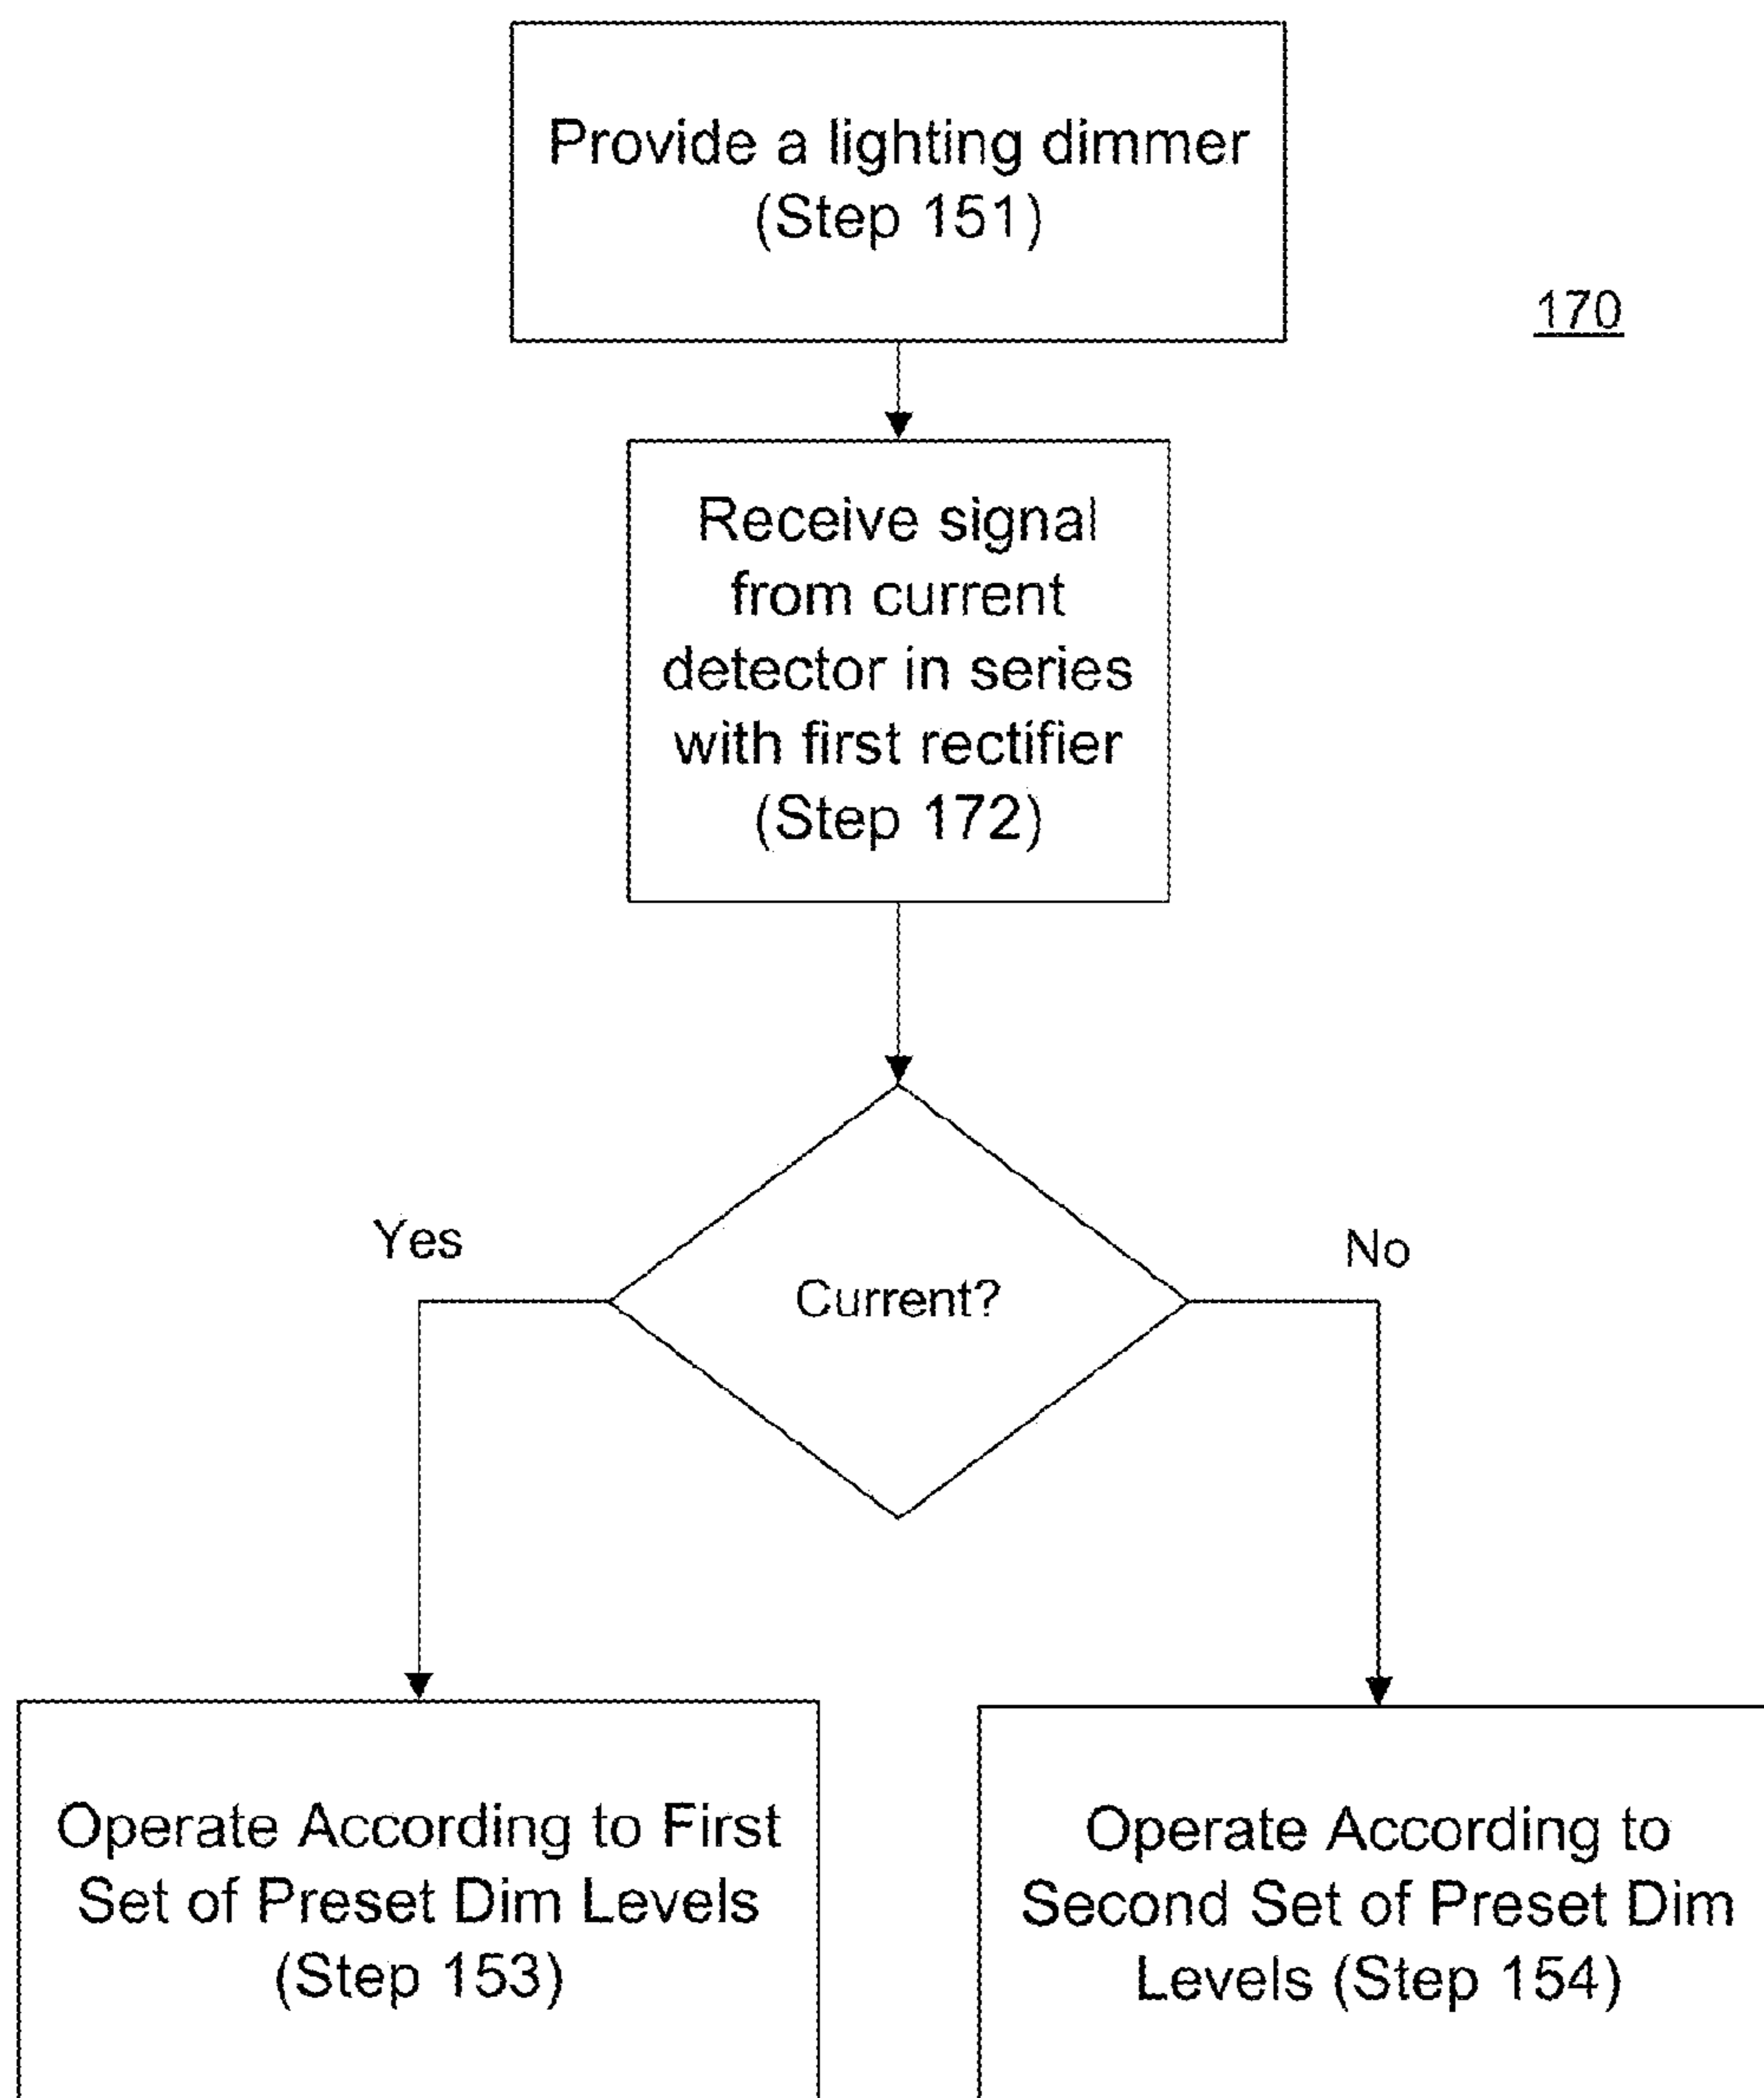 Provide a lighting dimmer
(Step 151)
170
Receive signal
from current
detector in series
with first rectifier
(Step 172)
Yes
No
Current?
Operate According to First
Set of Preset Dim Levels
(Step 153)
Operate According to
Second Set of Preset Dim
Levels (Step 154)